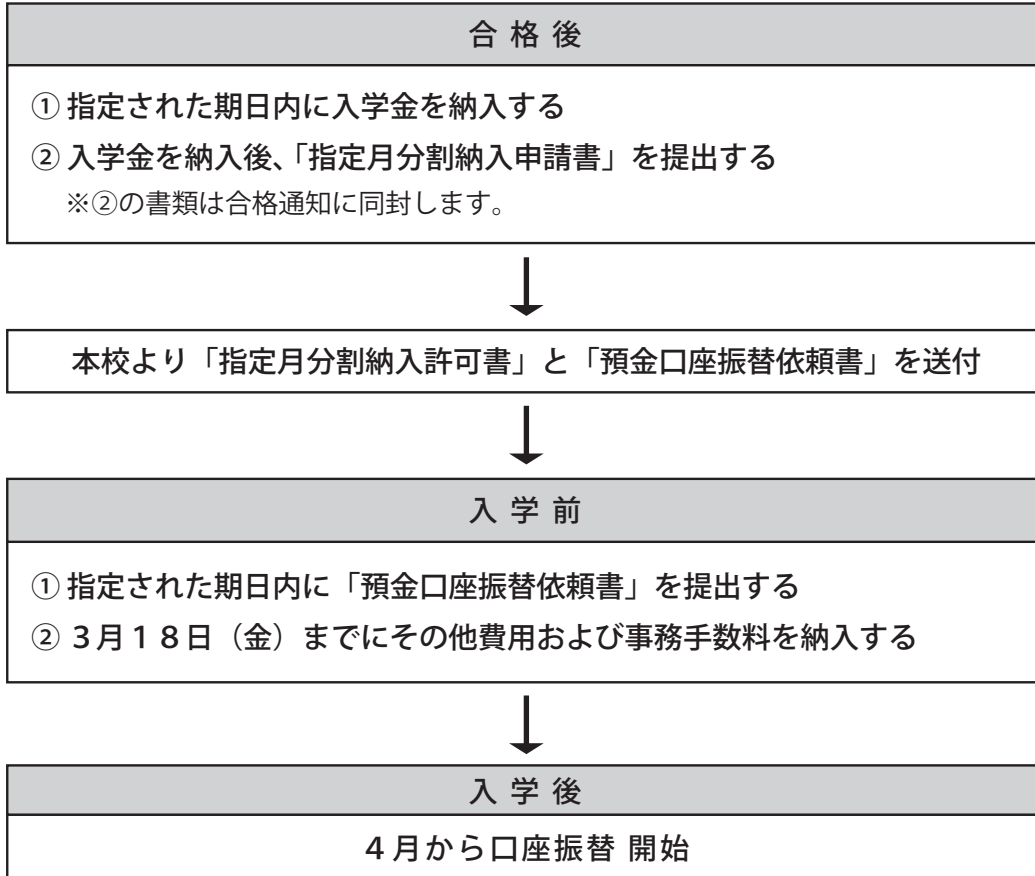 合格後
① 指定された期日内に入学金を納入する
② 入学金を納入後、「指定月分割納入申請書」を提出する
※②の書類は合格通知に同封します。
本校より「指定月分割納入許可書」と「預金口座振替依頼書」を送付
入学前
① 指定された期日内に「預金口座振替依頼書」を提出する
② ３月１８日（金）までにその他費用および事務手数料を納入する
入学後
４月から口座振替 開始